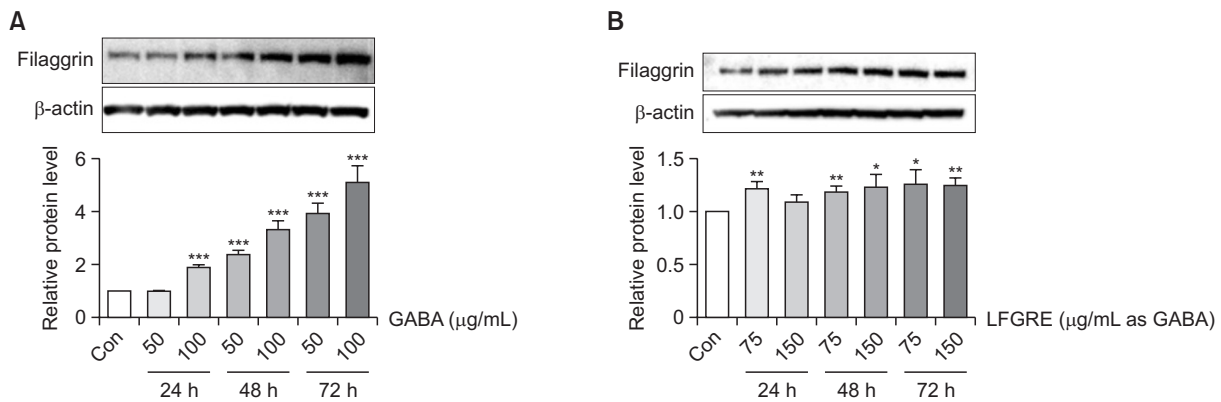 A
Filaggrin
β-actin
Relative protein level
6
4
2
0
***
***
***
***
***
Con
50
100
50
100
50
100
GABA (μg/mL)
24 h
48 h
72 h
B
Filaggrin
β-actin
Relative protein level
1.5
1.0
0.5
0
**
**
*
*
**
Con
75
150
75
150
75
150
LFGRE (μg/mL as GABA)
24 h
48 h
72 h